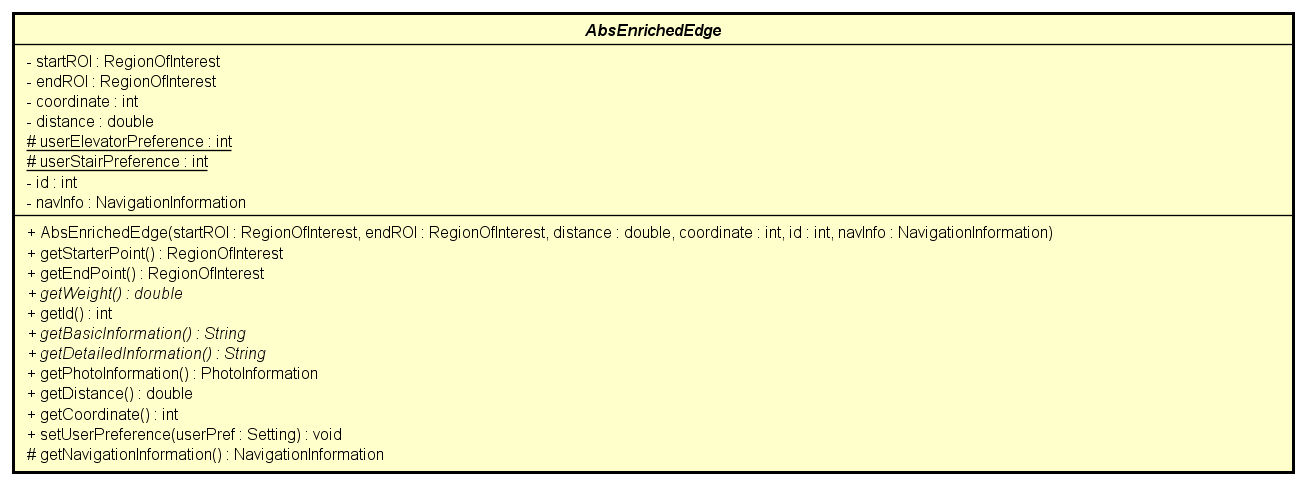 AbsEnrichedEdge
- startROI : RegionOfInterest
- endROI : RegionOfInterest
- coordinate : int
- distance : double
# userElevatorPreference : int
# userStairPreference : int
- id : int
- navInfo : NavigationInformation
+ AbsEnrichedEdge(startROI : RegionOfInterest, endROI : RegionOfInterest, distance : double, coordinate : int, id : int, navInfo : NavigationInformation)
+ getStarterPoint() : RegionOfInterest
+ getEndPoint() : RegionOfInterest
+ getWeight() : double
+ getId() : int
+ getBasicInformation() : String
+ getDetailedInformation() : String
+ getPhotoInformation() : PhotoInformation
+ getDistance() : double
+ getCoordinate() : int
+ setUserPreference(userPref : Setting) : void
# getNavigationInformation() : NavigationInformation